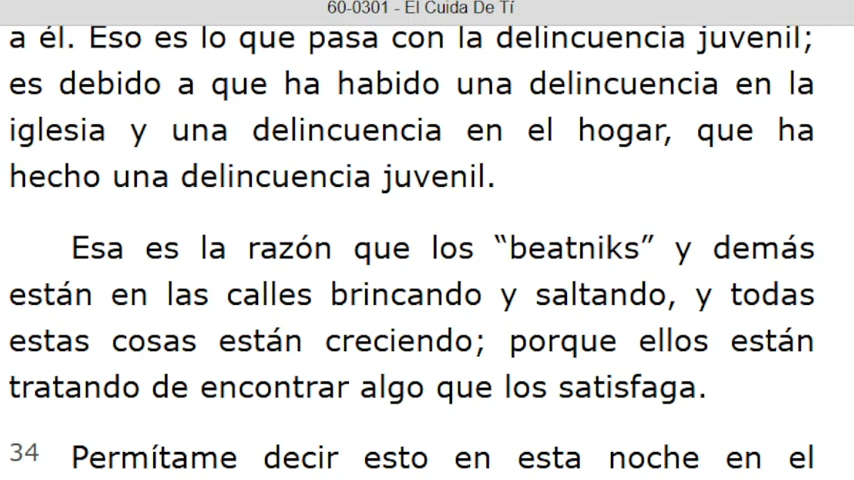 60-0301 - El Cuida De Tí
a él. Eso es lo que pasa con la delincuencia juvenil;
es debido a que ha habido una delincuencia en la
iglesia y una delincuencia en el hogar, que ha
hecho una delincuencia juvenil.
Esa es la razón que los “beatniks” y demás
están en las calles brincando y saltando, y todas
estas cosas están creciendo; porque ellos están
tratando de encontrar algo que los satisfaga.
34 Permítame decir esto en esta noche en el